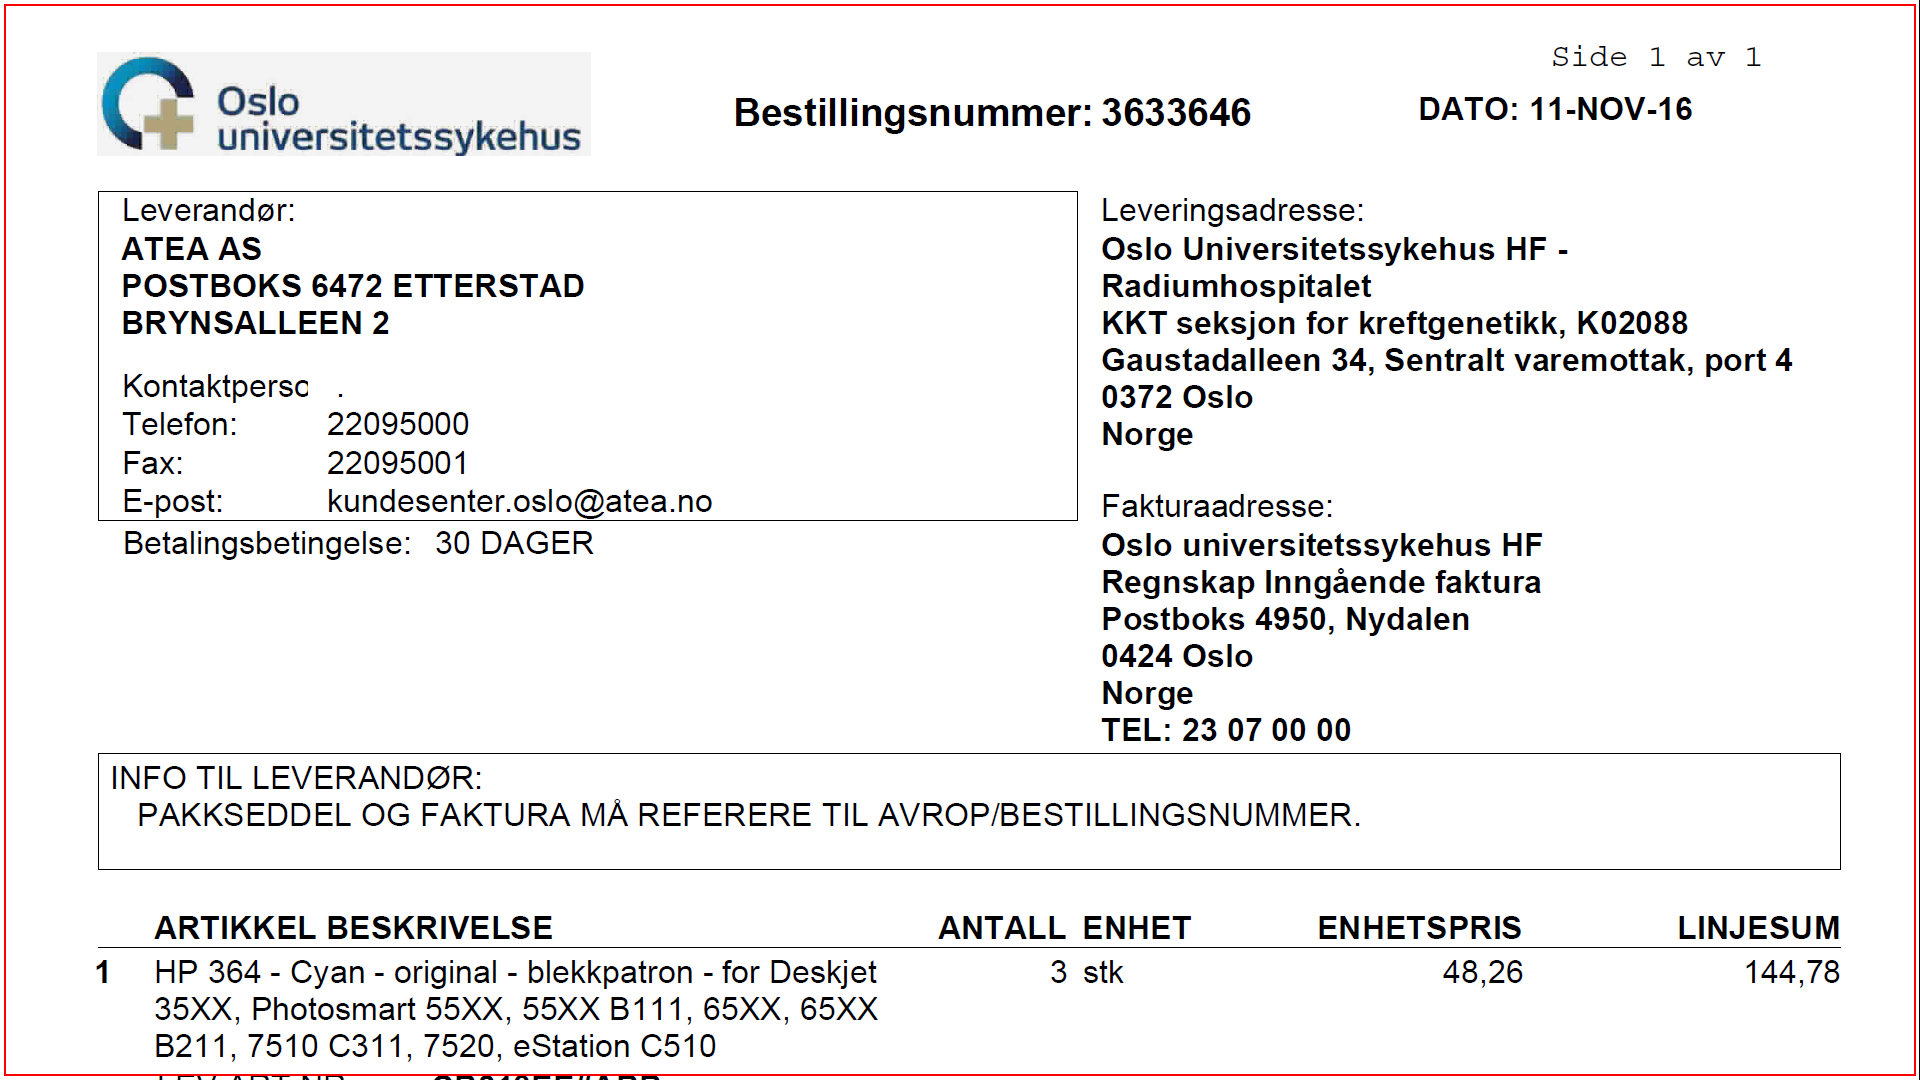 Side 1 av 1
Oslo
universitetssykehus
Bestillingsnummer: 3633646
DATO: 11-NOV-16
Leverandør:
ATEA AS
POSTBOKS 6472 ETTERSTAD
BRYNSALLEEN 2
Kontaktperso .
Telefon: 22095000
Fax: 22095001
E-post: kundesenter.oslo@atea.no
Betalingsbetingelse: 30 DAGER
Leveringsadresse:
Oslo Universitetssykehus HF -
Radiumhospitalet
KKT seksjon for kreftgenetikk, K02088
Gaustadalleen 34, Sentralt varemottak, port 4
0372 Oslo
Norge
Fakturaadresse:
Oslo universitetssykehus HF
Regnskap Inngående faktura
Postboks 4950, Nydalen
0424 Oslo
Norge
TEL: 23 07 00 00
INFO TIL LEVERANDØR:
PAKKSEDDEL OG FAKTURA MÅ REFERERE TIL AVROP/BESTILLINGSNUMMER.
ARTIKKEL BESKRIVELSE ANTALL ENHET ENHETSPRIS LINJESUM
1 HP 364 - Cyan - original - blekkpatron - for Deskjet 3 stk 48,26 144,78
35XX, Photosmart 55XX, 55XX B111, 65XX, 65XX
B211, 7510 C311, 7520, eStation C510